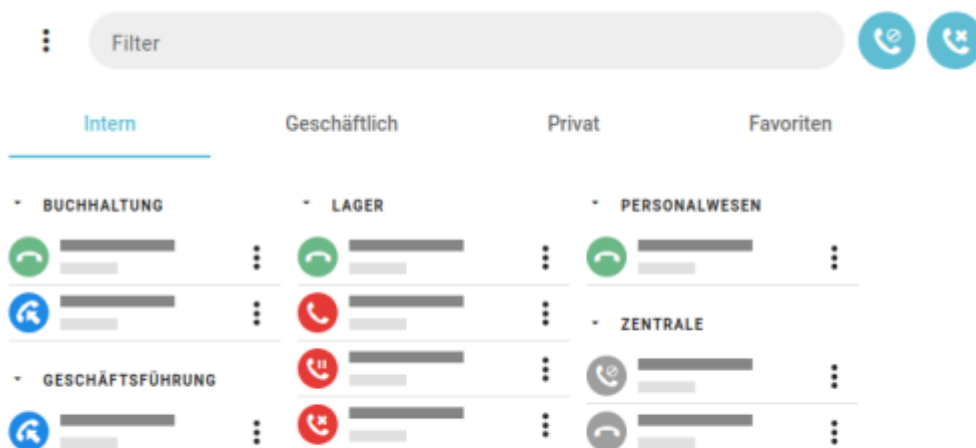 Filter
Intern Geschäftlich Privat Favoriten
BUCHHALTUNG
GESCHÄFTSFÜHRUNG
LAGER
PERSONALWESEN
ZENTRALE